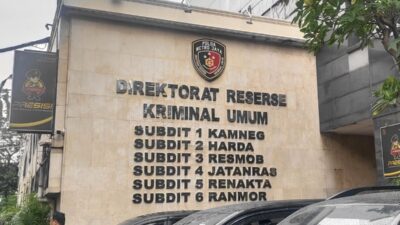 PRESISI
DIREKTORAT RESERSE
KRIMINAL UMUM
SUBDIT 1 KAMNEG
SUBDIT 2 HARDA
SUBDIT 3 RESMOB
SUBDIT 4 JATANRAS
SUBDIT 5 RENAKTA
SUBDIT 6 RANMOR